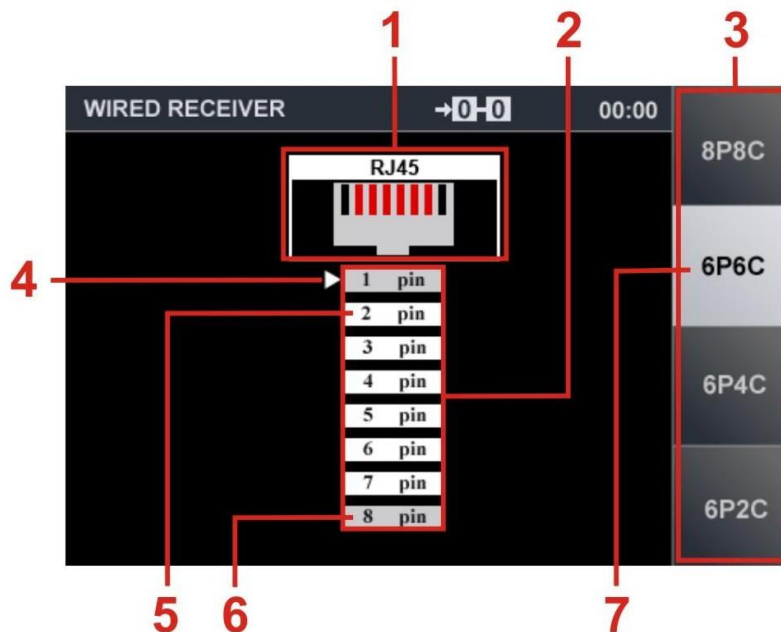 1 2 3
WIRED RECEIVER →0-0 00:00
8P8C
RJ45
6P6C
4
1 pin
5
2 pin
3 pin
4 pin
6P4C
5 pin
6 pin
7 pin
6P2C
8 pin
5 6 7